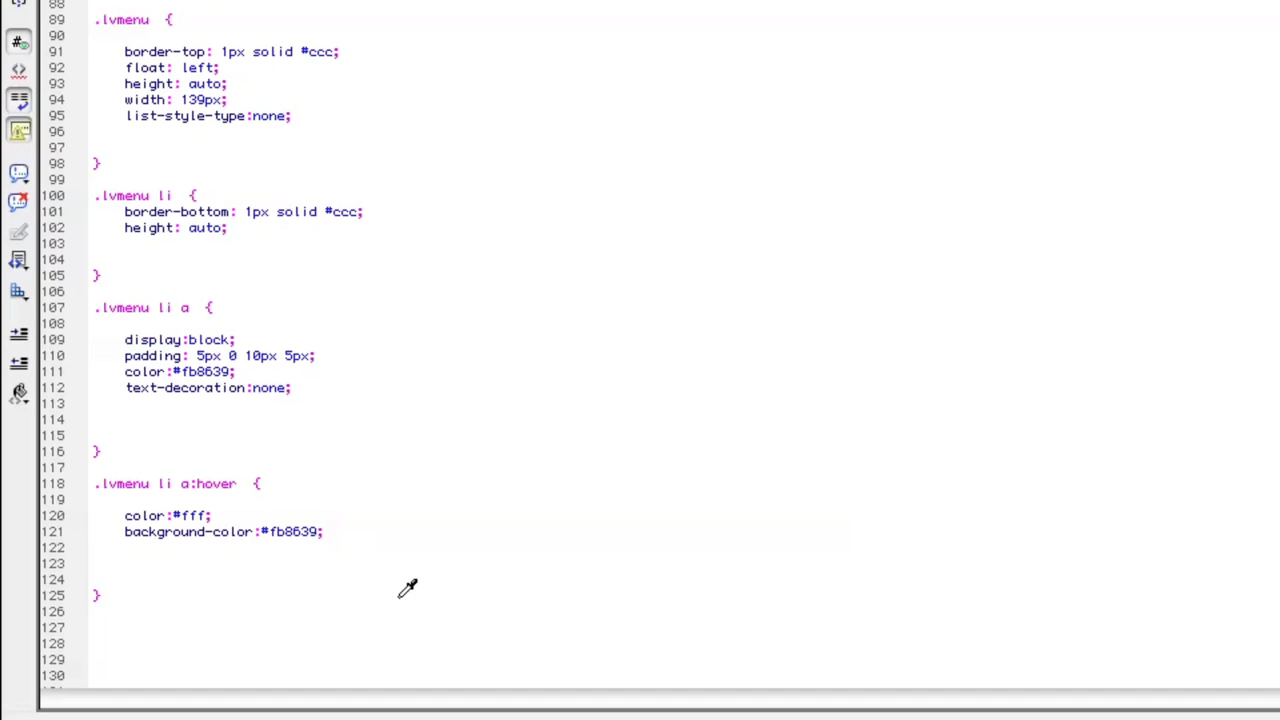 88
89 .lvmenu  {
90
91 border-top: 1px solid #ccc;
92 float: left;
93 height: auto;
94 width: 139px;
95 list-style-type:none;
96
97
98 }
99
100 .lvmenu li  {
101 border-bottom: 1px solid #ccc;
102 height: auto;
103
104
105 }
106
107 .lvmenu li a  {
108
109 display:block;
110 padding: 5px 0 10px 5px;
111 color:#fb8639;
112 text-decoration:none;
113
114
115
116 }
117
118 .lvmenu li a:hover  {
119
120 color:#fff;
121 background-color:#fb8639;
122
123
124
125 }
126
127
128
129
130